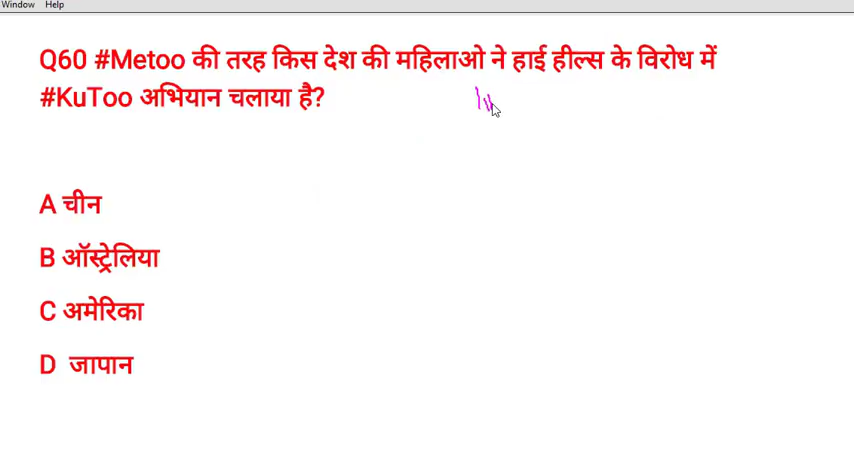 Window Help
Q60 #Metoo की तरह किस देश की महिलाओ ने हाई हील्स के विरोध में
#KuToo अभियान चलाया है?
A चीन
B ऑस्ट्रेलिया
C अमेरिका
D जापान